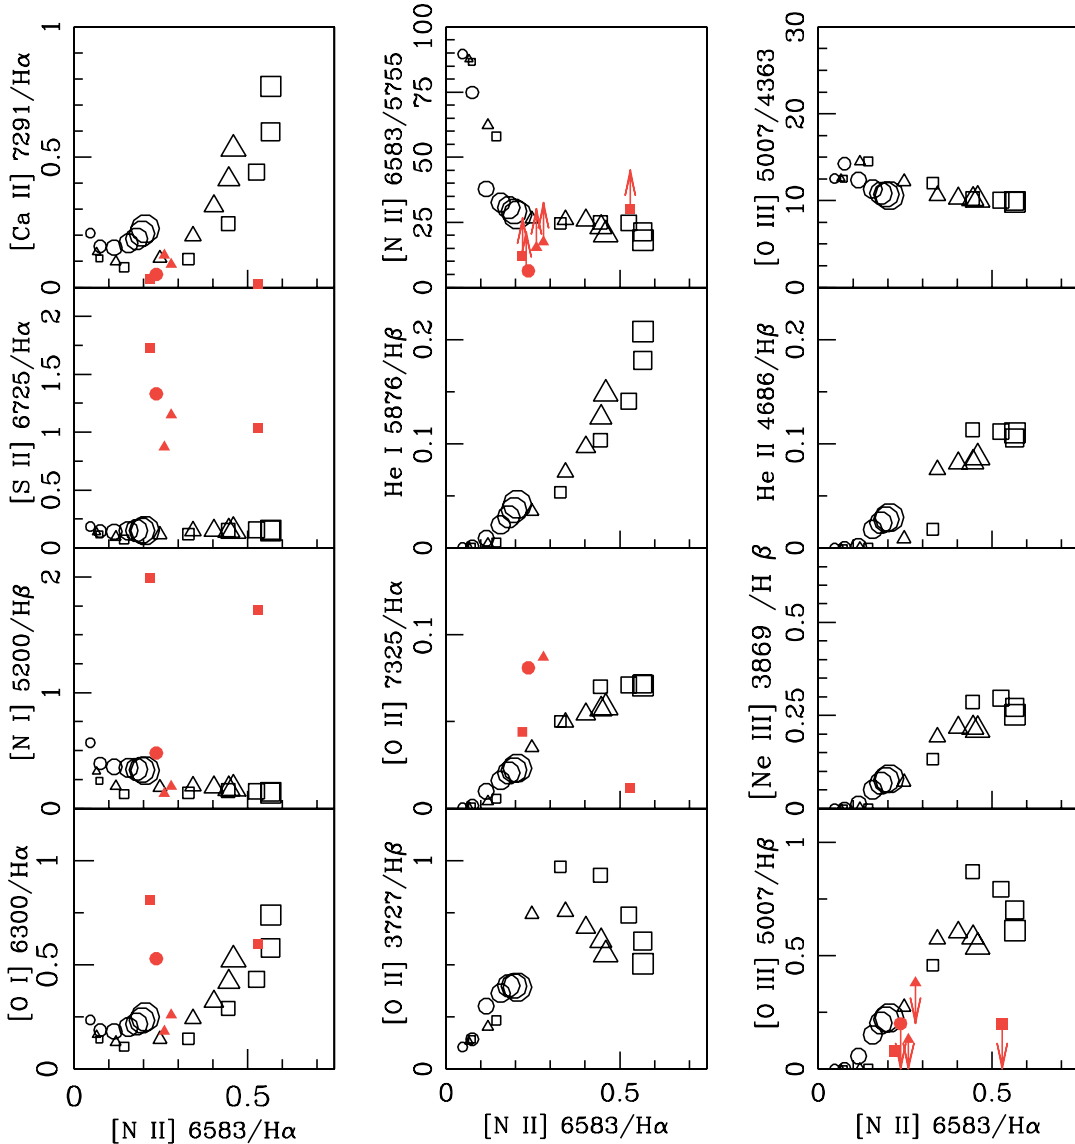 [Ca II] 7291/Hα
1
0.5
0
[N II] 6583/5755
100
75
50
25
0
[O III] 5007/4363
30
20
10
0
[S II] 6725/Hα
2
1.5
1
0.5
0
He I 5876/Hβ
0.2
0.1
0
He II 4686/Hβ
0.2
0.1
0
[N I] 5200/Hβ
2
1
0
[O II] 7325/Hα
0.1
0
[Ne III] 3869 /H β
0.5
0.25
0
[O I] 6300/Hα
1
0.5
0
[O II] 3727/Hβ
1
0
[O III] 5007/Hβ
1
0.5
0
0 0.5
0 0.5
0 0.5
[N II] 6583/Hα
[N II] 6583/Hα
[N II] 6583/Hα